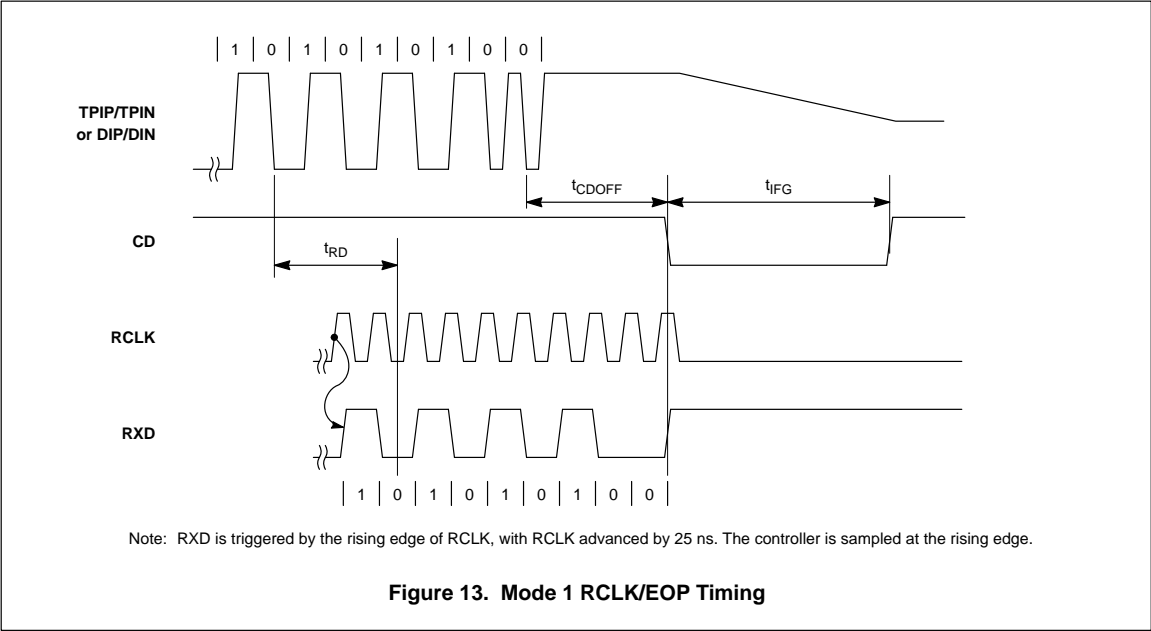 | 1 | 0 | 1 | 0 | 1 | 0 | 1 | 0 | 0 |
TPIP/TPIN
or DIP/DIN
tCDOFF
tIFG
CD
tRD
RCLK
RXD
| 1 | 0 | 1 | 0 | 1 | 0 | 1 | 0 | 0 |
Note: RXD is triggered by the rising edge of RCLK, with RCLK advanced by 25 ns. The controller is sampled at the rising edge.
Figure 13. Mode 1 RCLK/EOP Timing